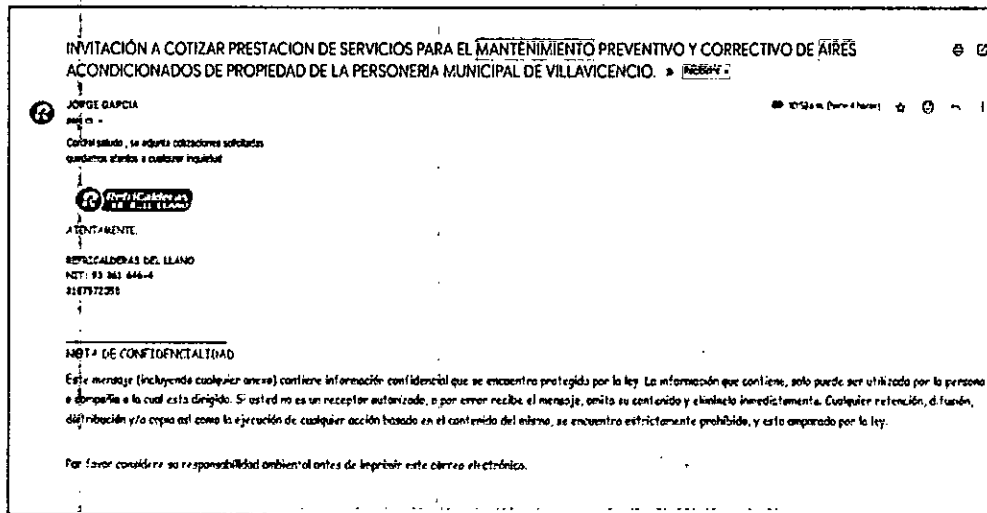 INVITACIÓN A COTIZAR PRESTACION DE SERVICIOS PARA EL MANTENIMIENTO PREVENTIVO Y CORRECTIVO DE AIRES
ACONDICIONADOS DE PROPIEDAD DE LA PERSONERIA MUNICIPAL DE VILLAVICENCIO.
JORGE GARCIA
Cordial saludo, se adjunta cotizaciones solicitadas
quedamos atentos a cualquier inquietud
RefriCalderas
DEL LLANO
ATENTAMENTE,
REFRICALDERAS DEL LLANO
NOTA DE CONFIDENCIALIDAD
Este mensaje (incluyendo cualquier anexo) contiene información confidencial que se encuentra protegida por la ley. La información que contiene, solo puede ser utilizada por la persona
o compañía a la cual esta dirigido. Si usted no es un receptor autorizado, o por error recibe el mensaje, omita su contenido y elimínelo inmediatamente. Cualquier retención, difusión,
distribución y/o copia así como la ejecución de cualquier acción basado en el contenido del mismo, se encuentra estrictamente prohibido, y esta amparado por la ley.
Por favor considere su responsabilidad ambiental antes de imprimir este correo electrónico.